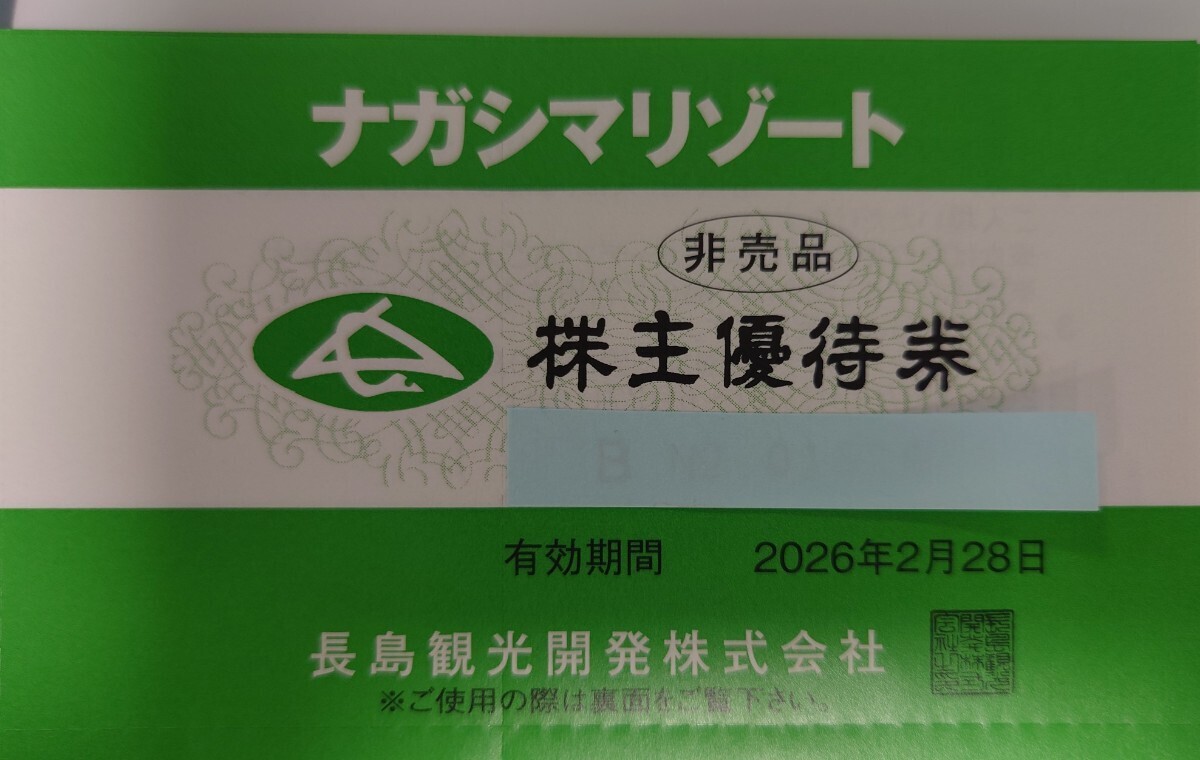 ナガシマリゾート
非売品
株主優待券
有効期間 2026年2月28日
長島観光開発株式会社
※ご使用の際は裏面をご覧下さい。